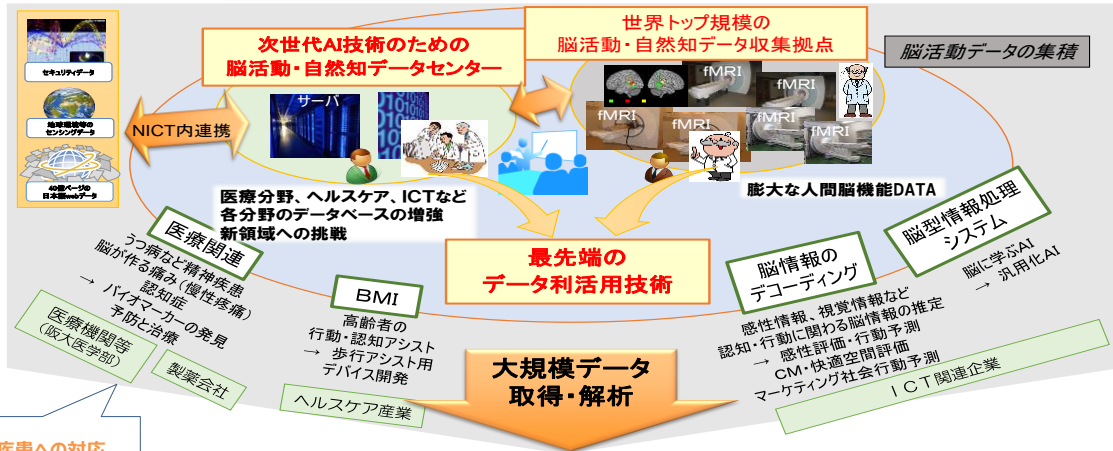 セキュリティデータ
地球環境等の
センシングデータ
40億ページの
日本語webデータ
NICT内連携
次世代AI技術のための
脳活動・自然知データセンター
サーバ
世界トップ規模の
脳活動・自然知データ収集拠点
fMRI
fMRI
fMRI
fMRI
fMRI
脳活動データの集積
医療分野、ヘルスケア、ICTなど
各分野のデータベースの増強
新領域への挑戦
膨大な人間脳機能DATA
最先端の
データ利活用技術
医療関連
うつ病など精神疾患
脳が作る痛み(慢性疼痛)
認知症
→ バイオマーカーの発見
予防と治療
医療機関等
(阪大医学部)
製薬会社
BMI
高齢者の
行動・認知アシスト
→ 歩行アシスト用
デバイス開発
ヘルスケア産業
大規模データ
取得・解析
脳情報の
デコーディング
感性情報、視覚情報など
認知・行動に関わる脳情報の推定
→ 感性評価・行動予測
CM・快適空間評価
マーケティング社会行動予測
ICT関連企業
脳型情報処理
システム
脳に学ぶAI
→ 汎用化AI
疾患への対応